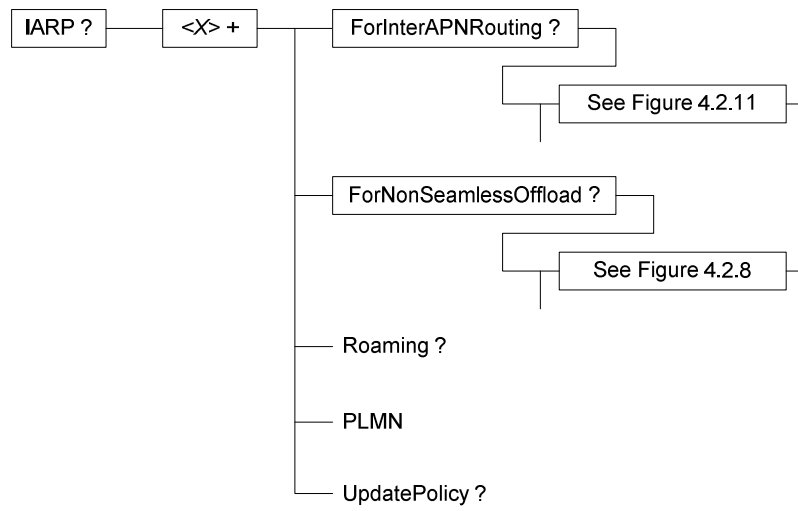 IARP ?
<X> +
ForInterAPNRouting ?
See Figure 4.2.11
ForNonSeamlessOffload ?
See Figure 4.2.8
Roaming ?
PLMN
UpdatePolicy ?